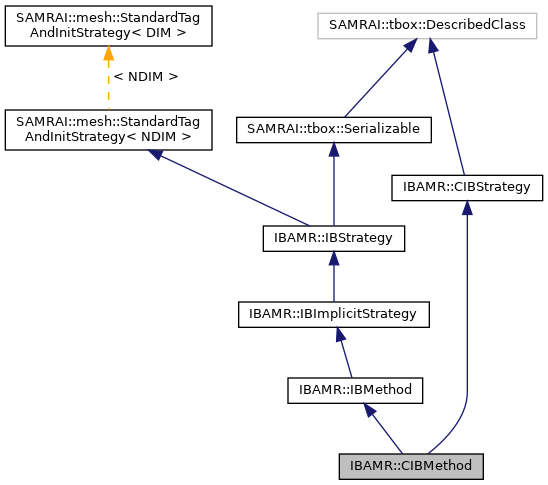 SAMRAI::mesh::StandardTag
AndInitStrategy< DIM >
SAMRAI::tbox::DescribedClass
< NDIM >
SAMRAI::mesh::StandardTag
AndInitStrategy< NDIM >
SAMRAI::tbox::Serializable
IBAMR::CIBStrategy
IBAMR::IBStrategy
IBAMR::IBImplicitStrategy
IBAMR::IBMethod
IBAMR::CIBMethod